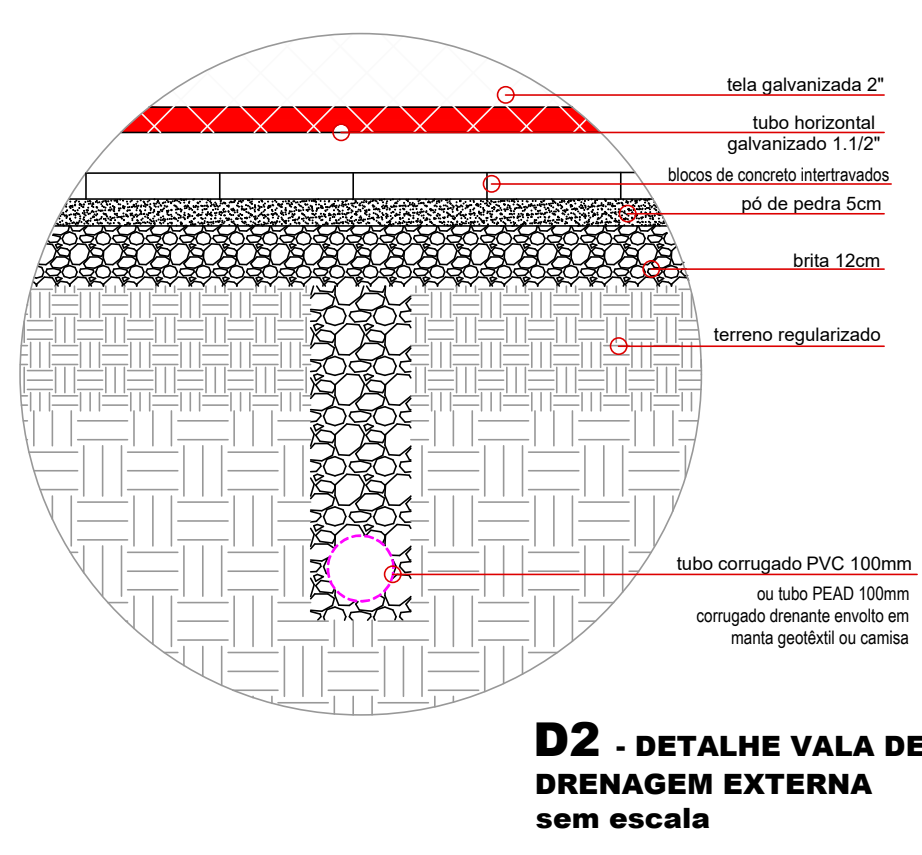 tela galvanizada 2"
tubo horizontal
galvanizado 1.1/2"
blocos de concreto intertravados
pó de pedra 5cm
brita 12cm
terreno regularizado
tubo corrugado PVC 100mm
ou tubo PEAD 100mm
corrugado drenante envolto em
manta geotêxtil ou camisa
D2 - DETALHE VALA DE
DRENAGEM EXTERNA
sem escala